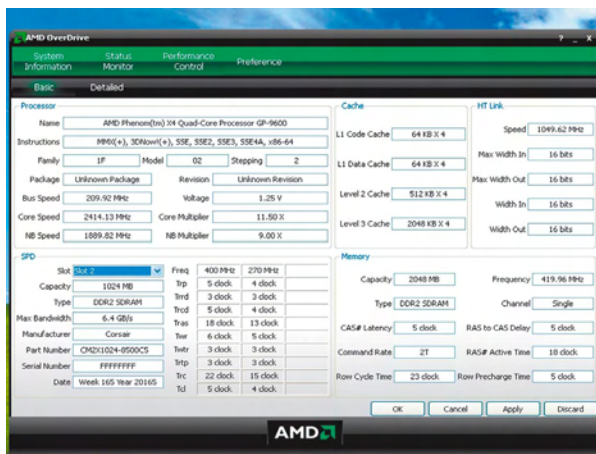 AMD OverDrive ? _ X
System Information Status Monitor Performance Control Preference
Basic Detailed
Processor
Name AMD Phenom(tm) X4 Quad-Core Processor GP-9600
Instructions MMX(+), 3DNow!(+), SSE, SSE2, SSE3, SSE4A, x86-64
Family 1F Model 02 Stepping 2
Package Unknown Package Revision Unknown Revision
Bus Speed 209.92 MHz Voltage 1.25 V
Core Speed 2414.13 MHz Core Multiplier 11.50 X
NB Speed 1889.82 MHz NB Multiplier 9.00 X
Cache
L1 Code Cache 64 KB X 4
L1 Data Cache 64 KB X 4
Level 2 Cache 512 KB X 4
Level 3 Cache 2048 KB X 4
HT Link
Speed 1049.62 MHz
Max Width In 16 bits
Max Width Out 16 bits
Width In 16 bits
Width Out 16 bits
SPD
Slot Slot 2
Capacity 1024 MB
Type DDR2 SDRAM
Max Bandwidth 6.4 GB/s
Manufacturer Corsair
Part Number CM2X1024-8500C5
Serial Number FFFFFFFF
Date Week 165 Year 20165
Freq 400 MHz 270 MHz
Trp 5 clock 4 clock
Trrd 3 clock 3 clock
Trcd 5 clock 4 clock
Tras 18 clock 13 clock
Twr 6 clock 5 clock
Twtr 3 clock 3 clock
Trtp 3 clock 3 clock
Trc 22 clock 15 clock
Tcl 5 clock 4 clock
Memory
Capacity 2048 MB Frequency 419.96 MHz
Type DDR2 SDRAM Channel Single
CAS# Latency 5 clock RAS to CAS Delay 5 clock
Command Rate 2T RAS# Active Time 18 clock
Row Cycle Time 23 clock Row Precharge Time 5 clock
OK Cancel Apply Discard
AMD